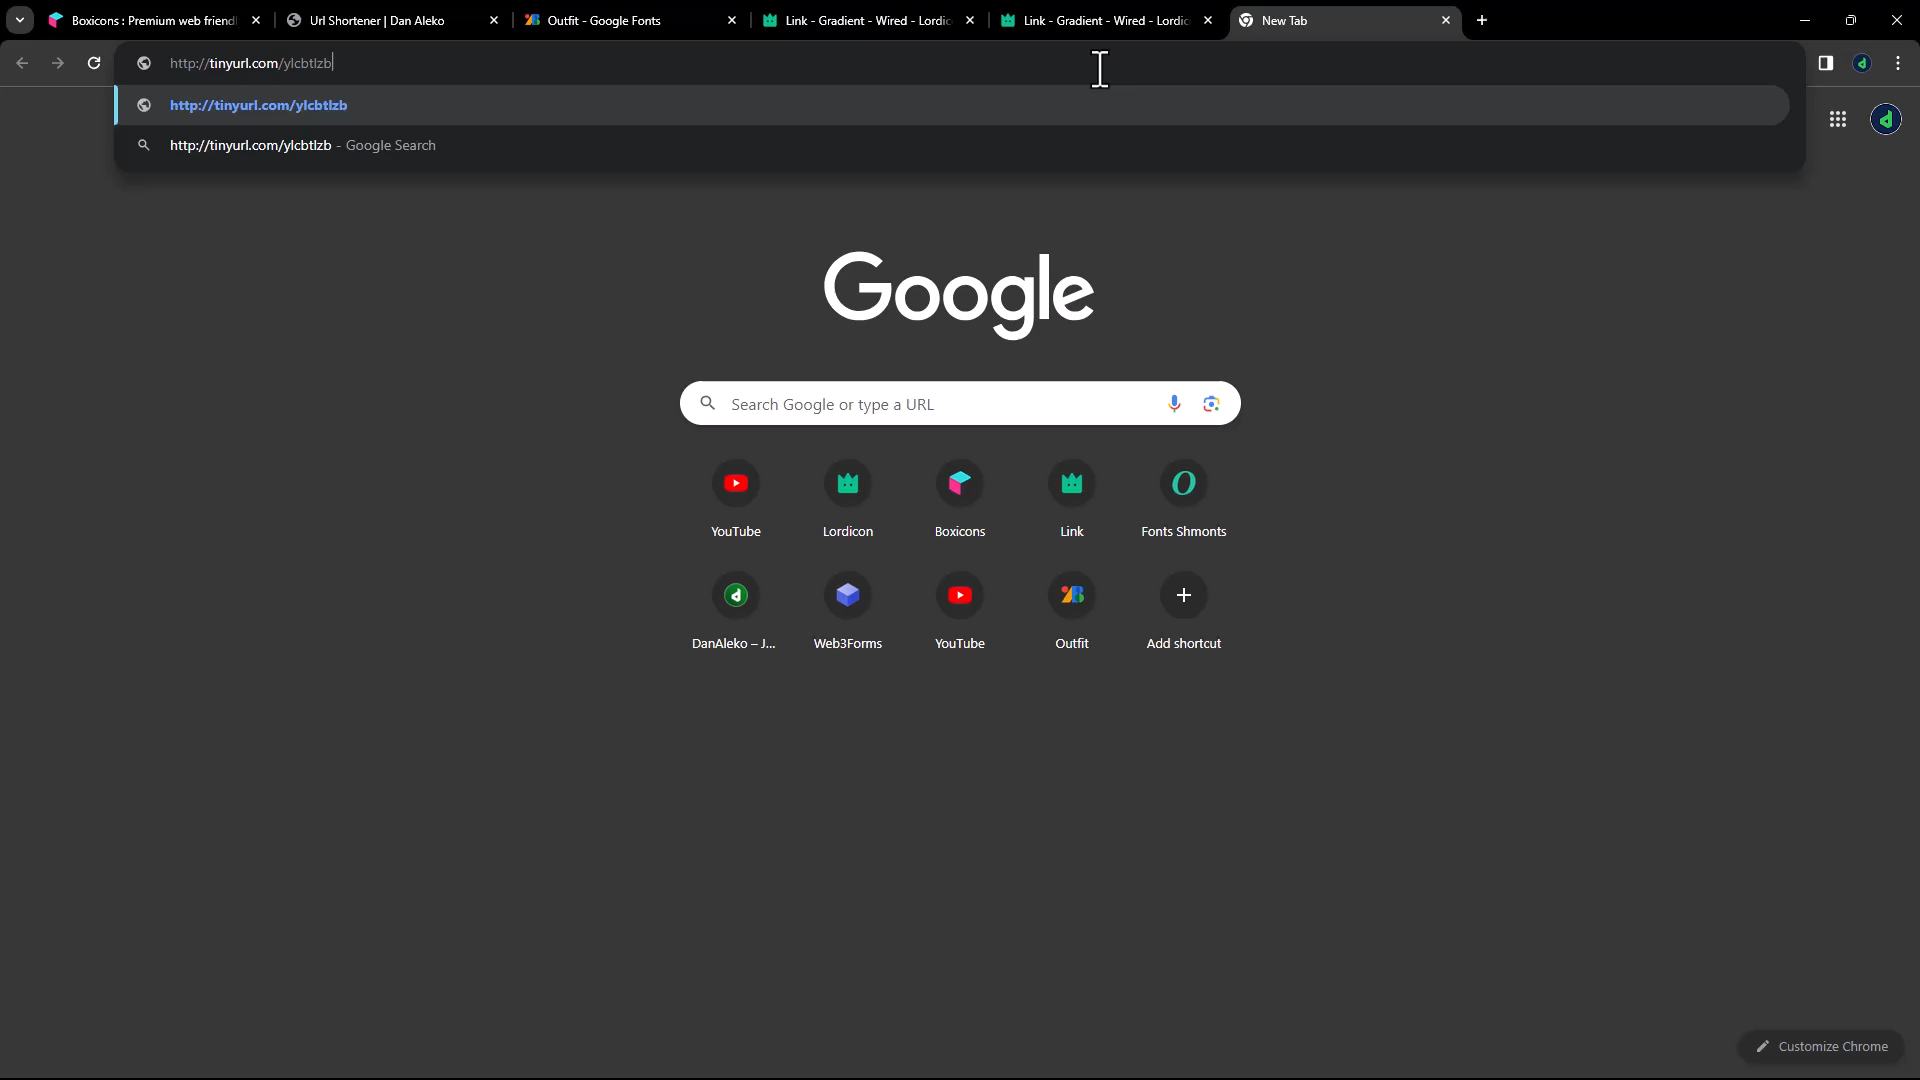 Boxicons : Premium web friendl
Url Shortener | Dan Aleko
Outfit - Google Fonts
Link - Gradient - Wired - Lordic
Link - Gradient - Wired - Lordic
New Tab
http://tinyurl.com/ylcbtlzb
http://tinyurl.com/ylcbtlzb
http://tinyurl.com/ylcbtlzb - Google Search
Google
Search Google or type a URL
YouTube
Lordicon
Boxicons
Link
Fonts Shmonts
DanAleko – J...
Web3Forms
YouTube
Outfit
Add shortcut
Customize Chrome